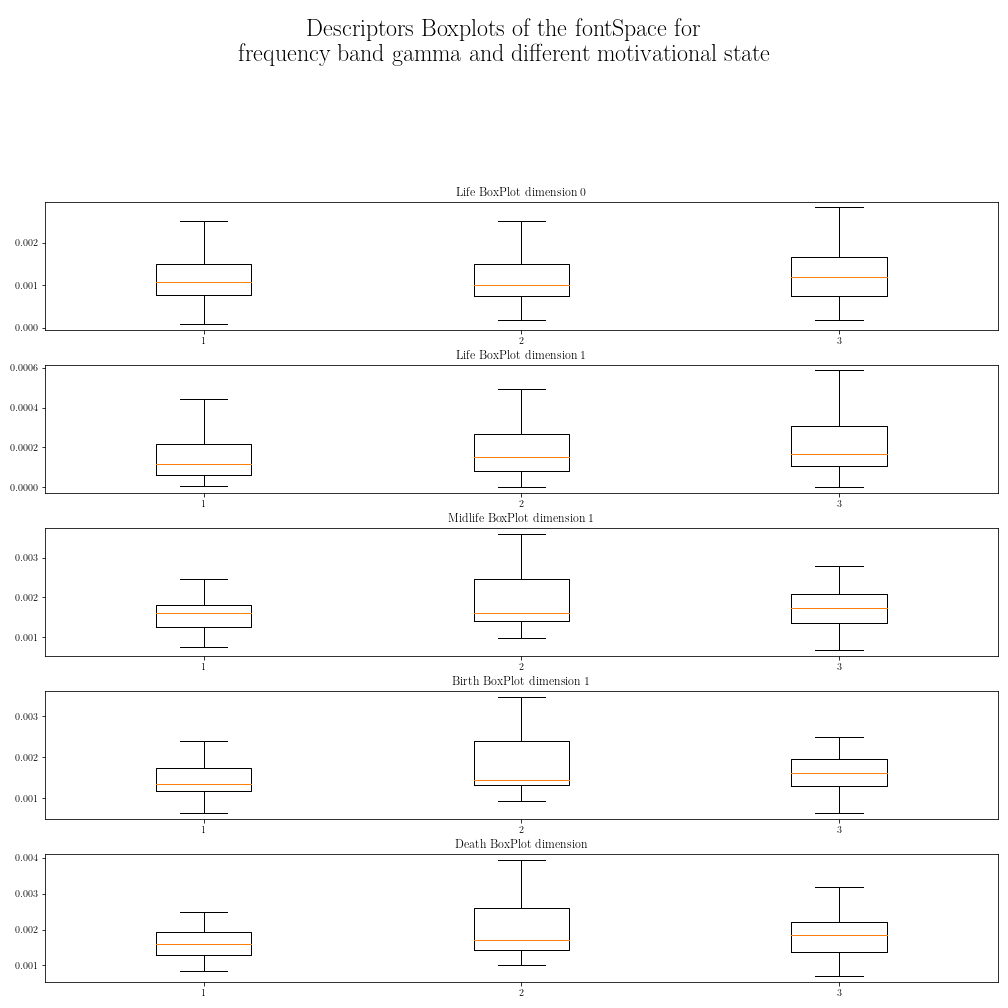 Descriptors Boxplots of the fontSpace for
frequency band gamma and different motivational state
Life BoxPlot dimension 0
0.002
0.001
0.000
1 2 3
Life BoxPlot dimension 1
0.0006
0.0004
0.0002
0.0000
1 2 3
Midlife BoxPlot dimension 1
0.003
0.002
0.001
1 2 3
Birth BoxPlot dimension 1
0.003
0.002
0.001
1 2 3
Death BoxPlot dimension
0.004
0.003
0.002
0.001
1 2 3